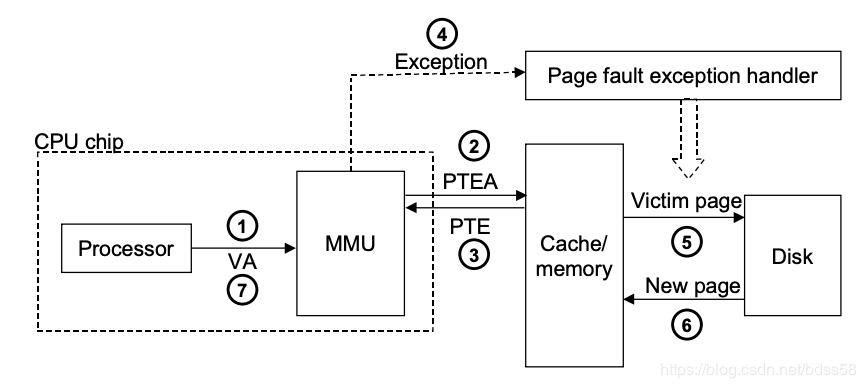 ④
Exception
Page fault exception handler
CPU chip
②
PTEA
Victim page
①
Processor
VA
⑦
MMU
PTE
③
Cache/
memory
⑤
Disk
New page
⑥
https://blog.csdn.net/bdss58